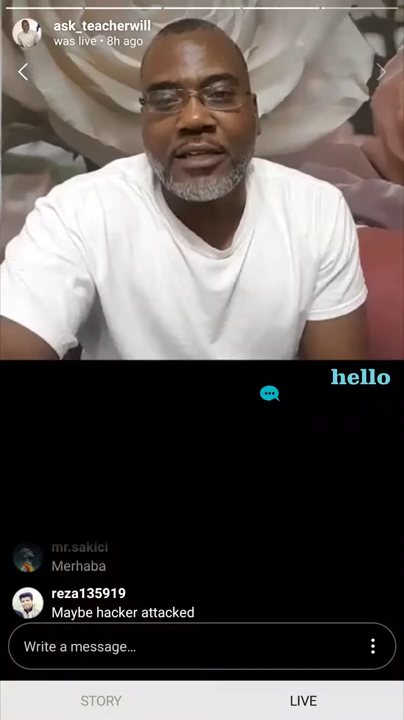 ask_teacherwill
was live • 8h ago
hello
mr.sakici
Merhaba
reza135919
Maybe hacker attacked
Write a message...
STORY
LIVE